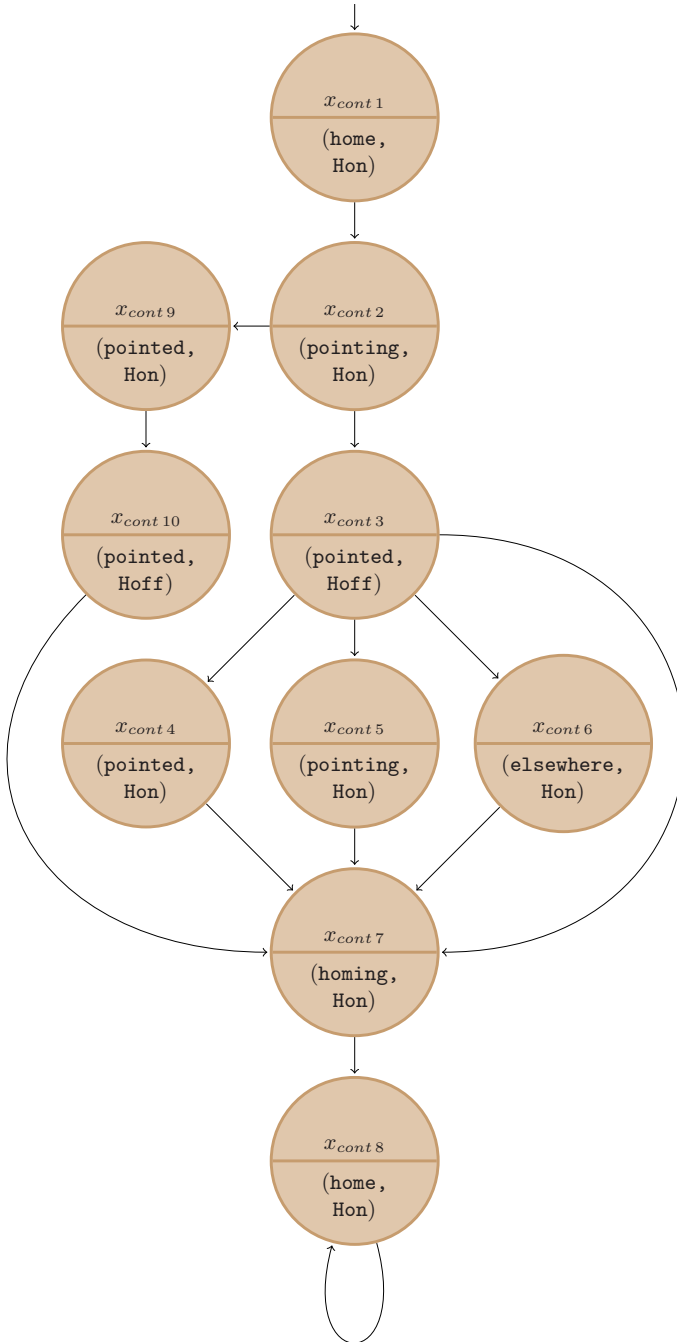 x_{cont 1}
(home,
Hon)
x_{cont 9}
(pointed,
Hon)
x_{cont 2}
(pointing,
Hon)
x_{cont 10}
(pointed,
Hoff)
x_{cont 3}
(pointed,
Hoff)
x_{cont 4}
(pointed,
Hon)
x_{cont 5}
(pointing,
Hon)
x_{cont 6}
(elsewhere,
Hon)
x_{cont 7}
(homing,
Hon)
x_{cont 8}
(home,
Hon)